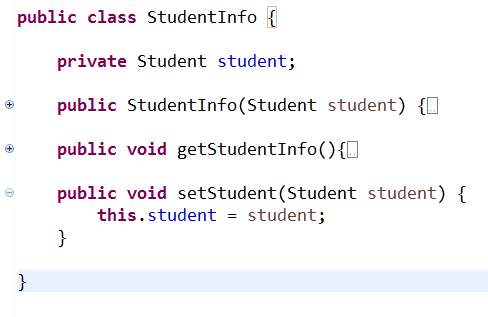 public class StudentInfo {
private Student student;
public StudentInfo(Student student) {..
public void getStudentInfo(){..
public void setStudent(Student student) {
this.student = student;
}
}